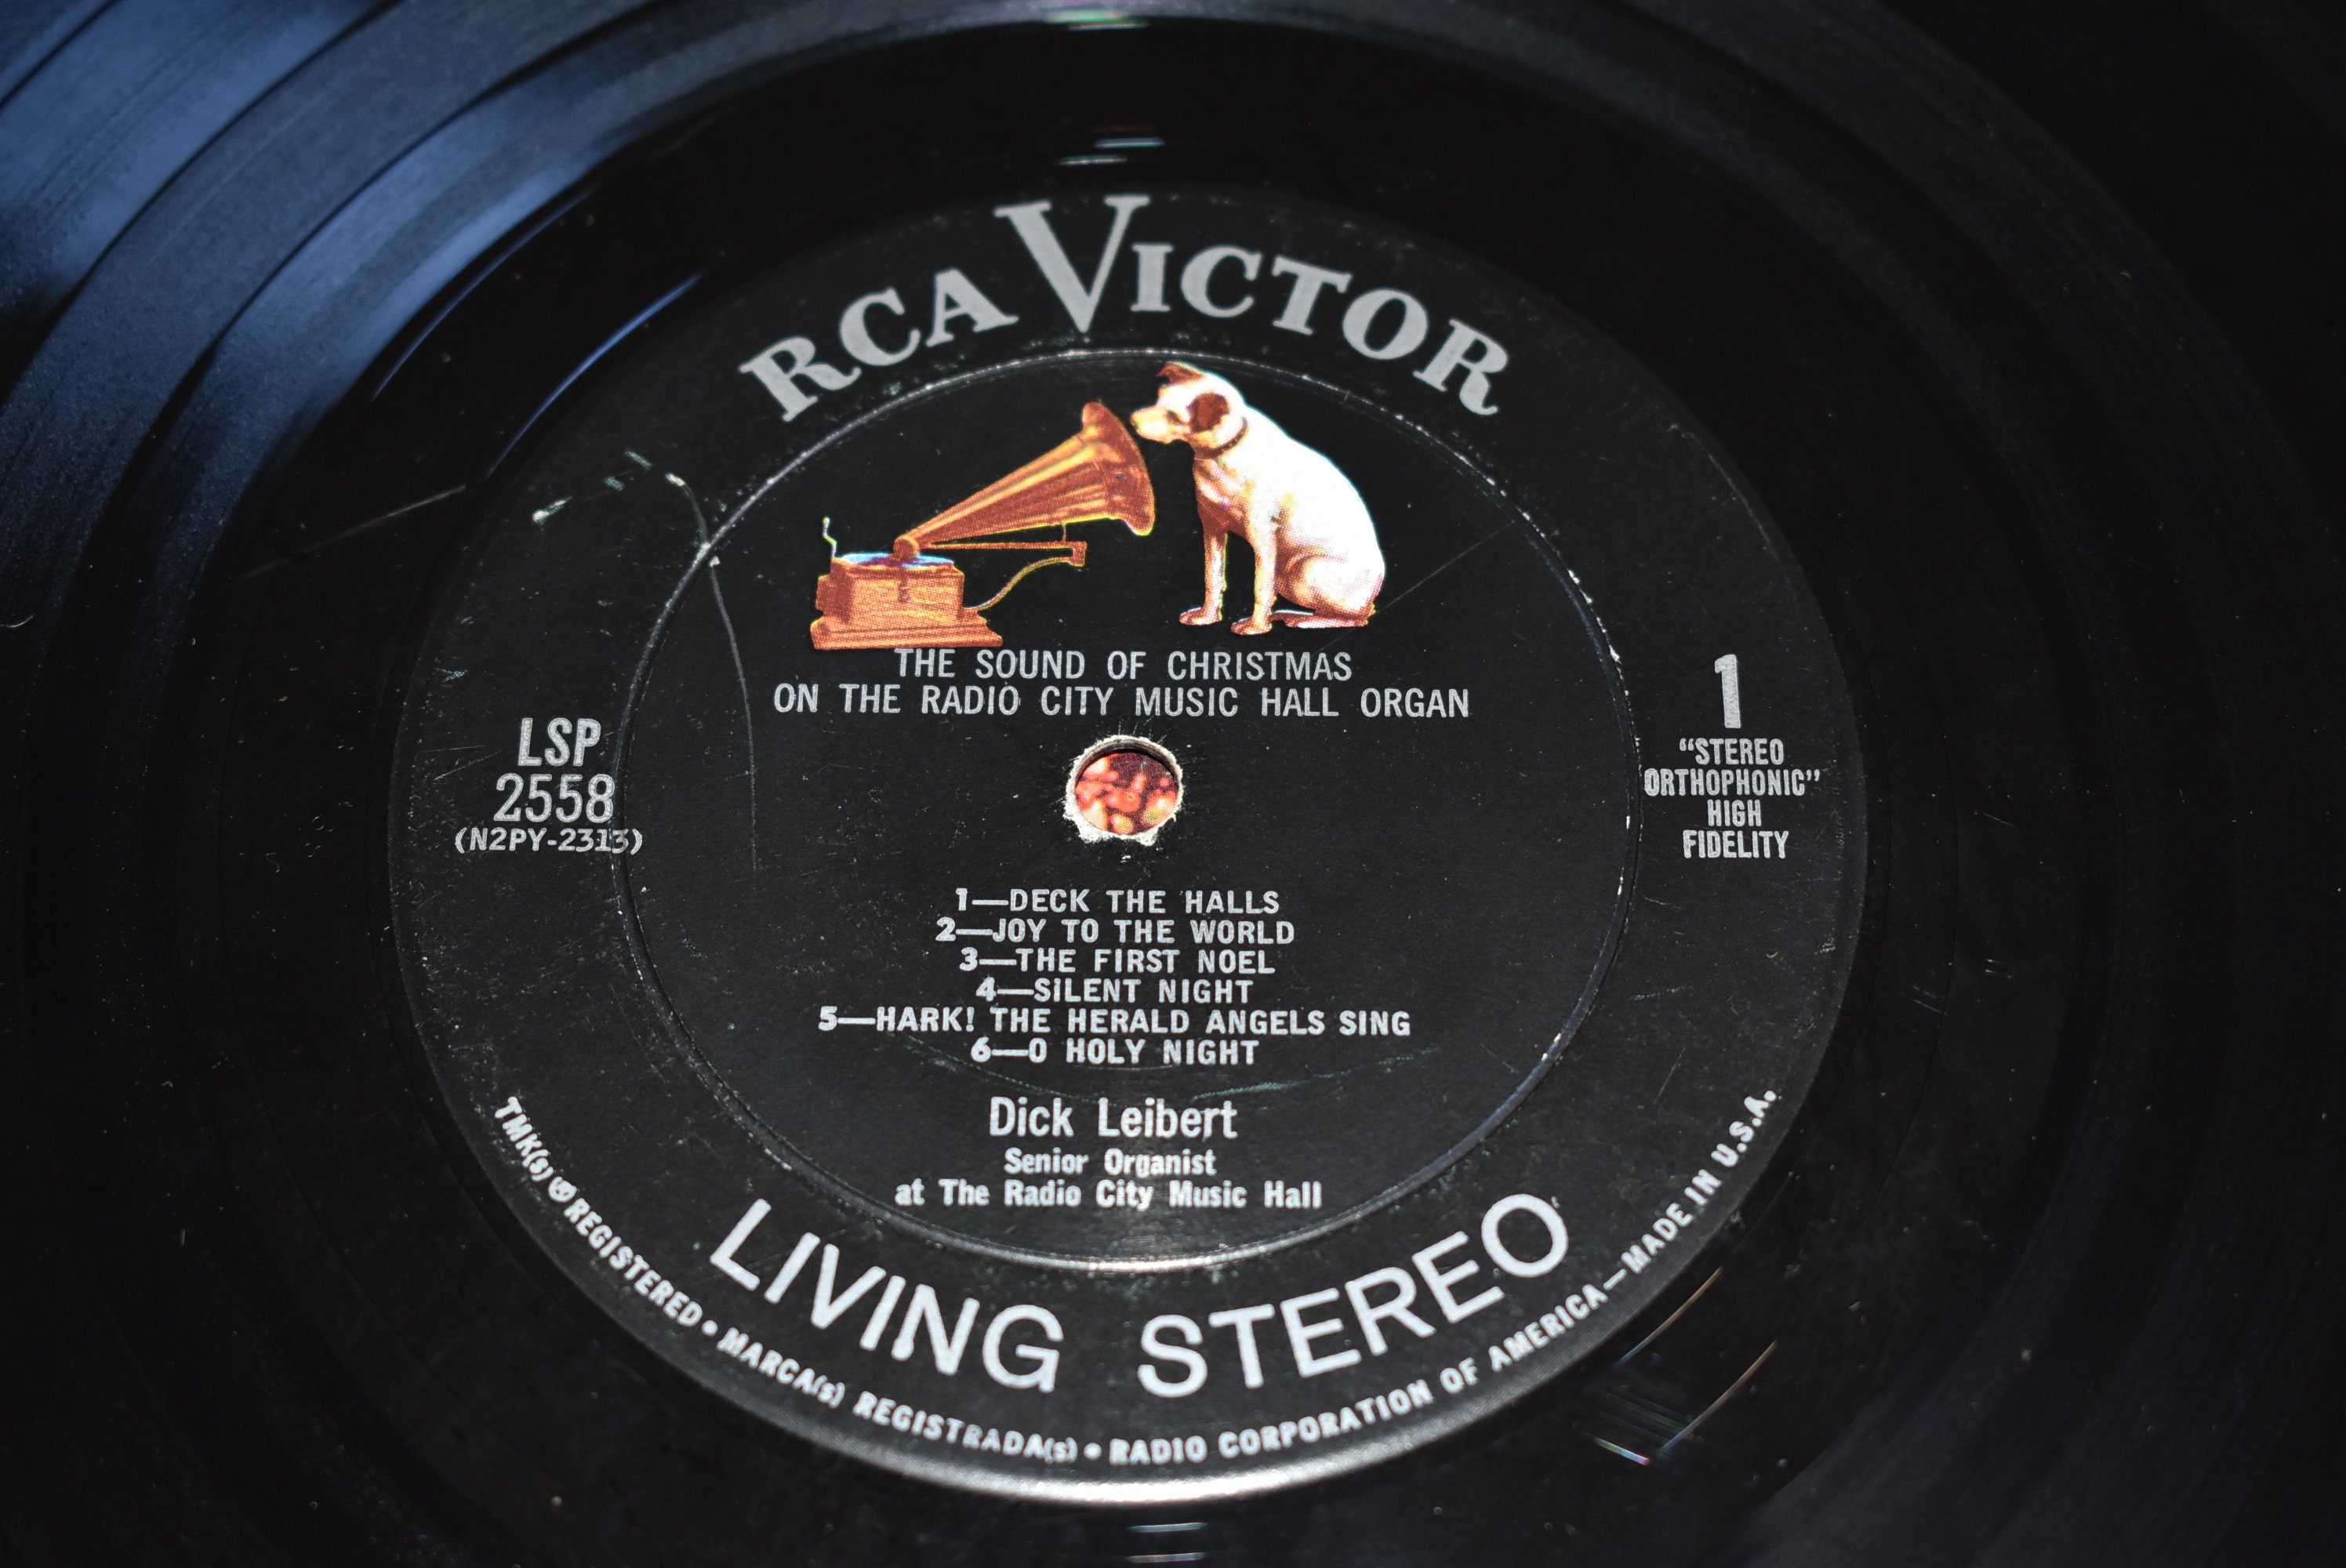 RCA VICTOR
THE SOUND OF CHRISTMAS
ON THE RADIO CITY MUSIC HALL ORGAN
LSP
2558
(N2PY-2313)
1
"STEREO
ORTHOPHONIC"
HIGH
FIDELITY
1—DECK THE HALLS
2—JOY TO THE WORLD
3—THE FIRST NOEL
4—SILENT NIGHT
5—HARK! THE HERALD ANGELS SING
6—O HOLY NIGHT
Dick Leibert
Senior Organist
at The Radio City Music Hall
LIVING STEREO
TMK(s) ® REGISTERED • MARCA(s) REGISTRADA(s) • RADIO CORPORATION OF AMERICA—MADE IN U.S.A.